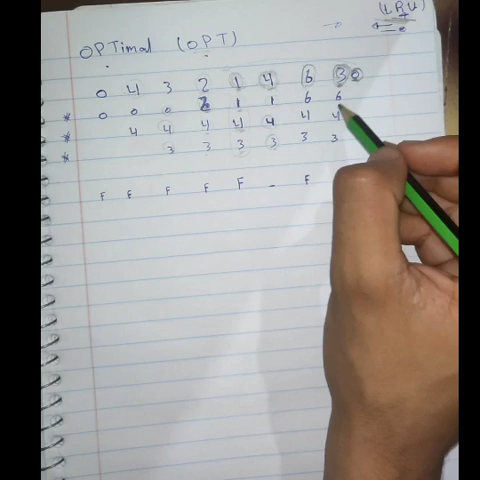 (LRU)
OPTimal (OPT)
0 4 3 2 1 4 6 3 0
* 0 0 0 2 1 1 6 6
* 4 4 4 4 4 4 4
* 3 3 3 3 3 3
F F F F F - F